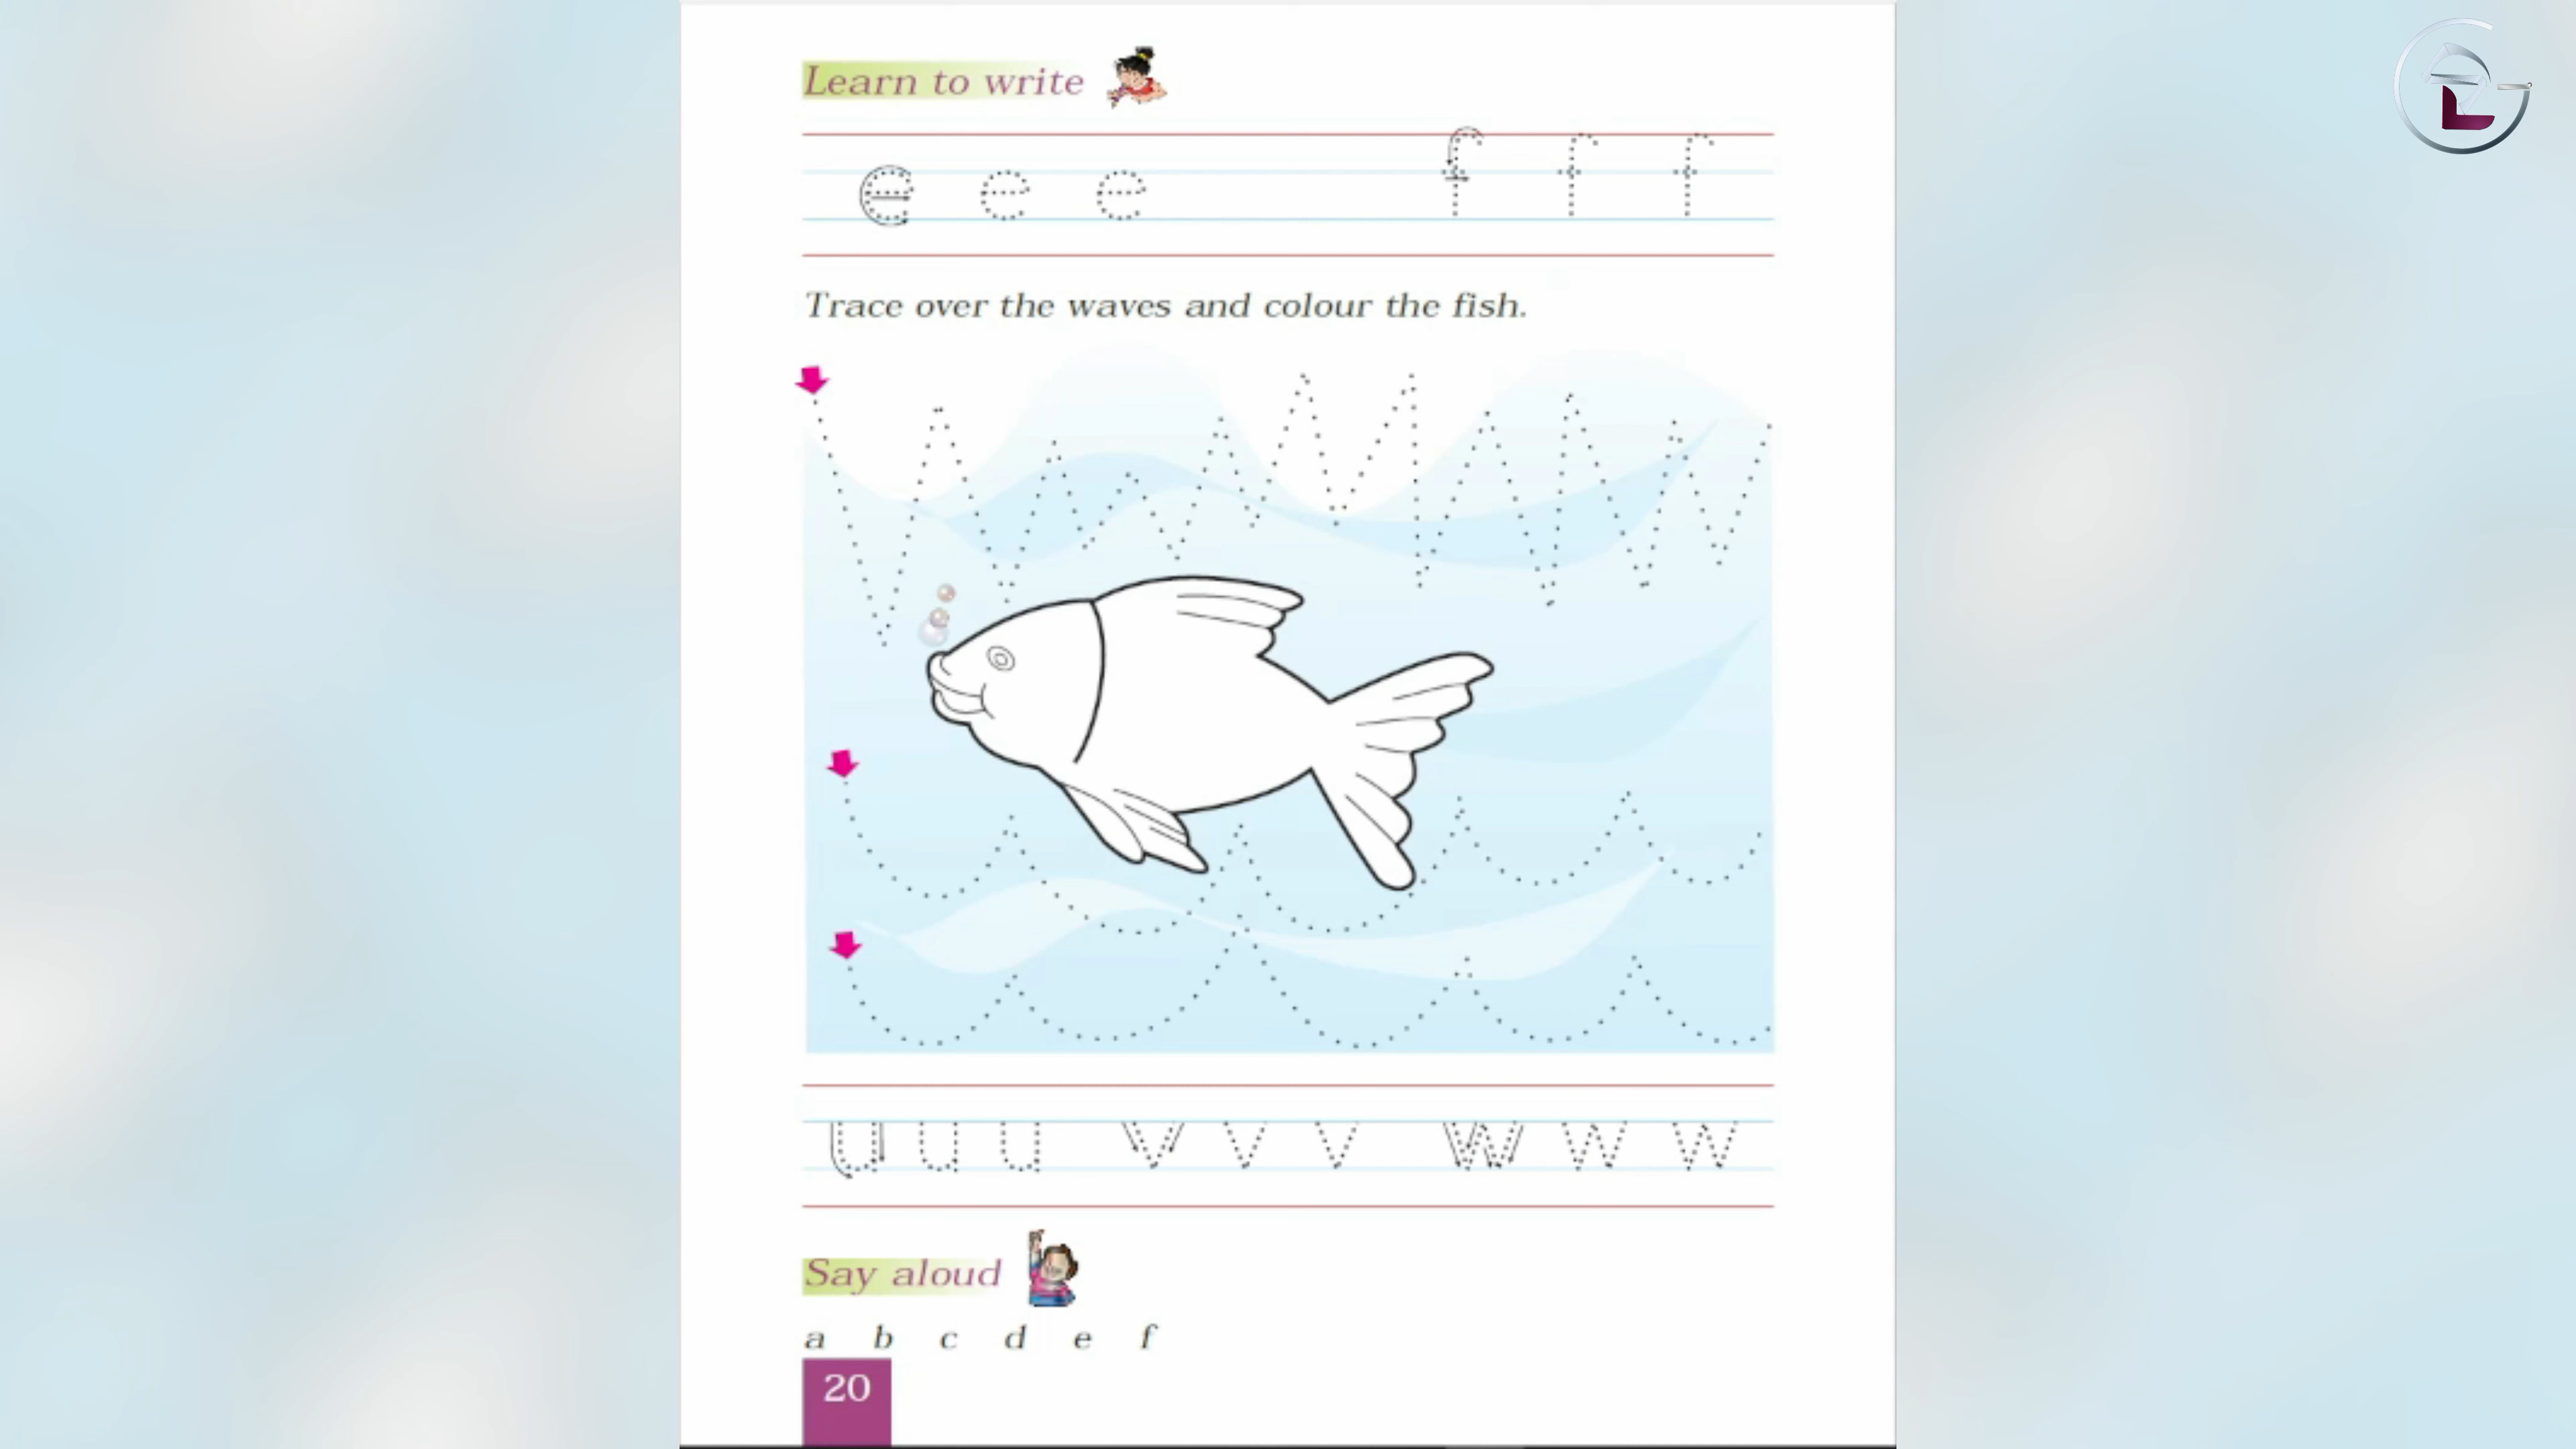 Learn to write
e e e f f f
Trace over the waves and colour the fish.
u u u v v v w w w
Say aloud
a b c d e f
20